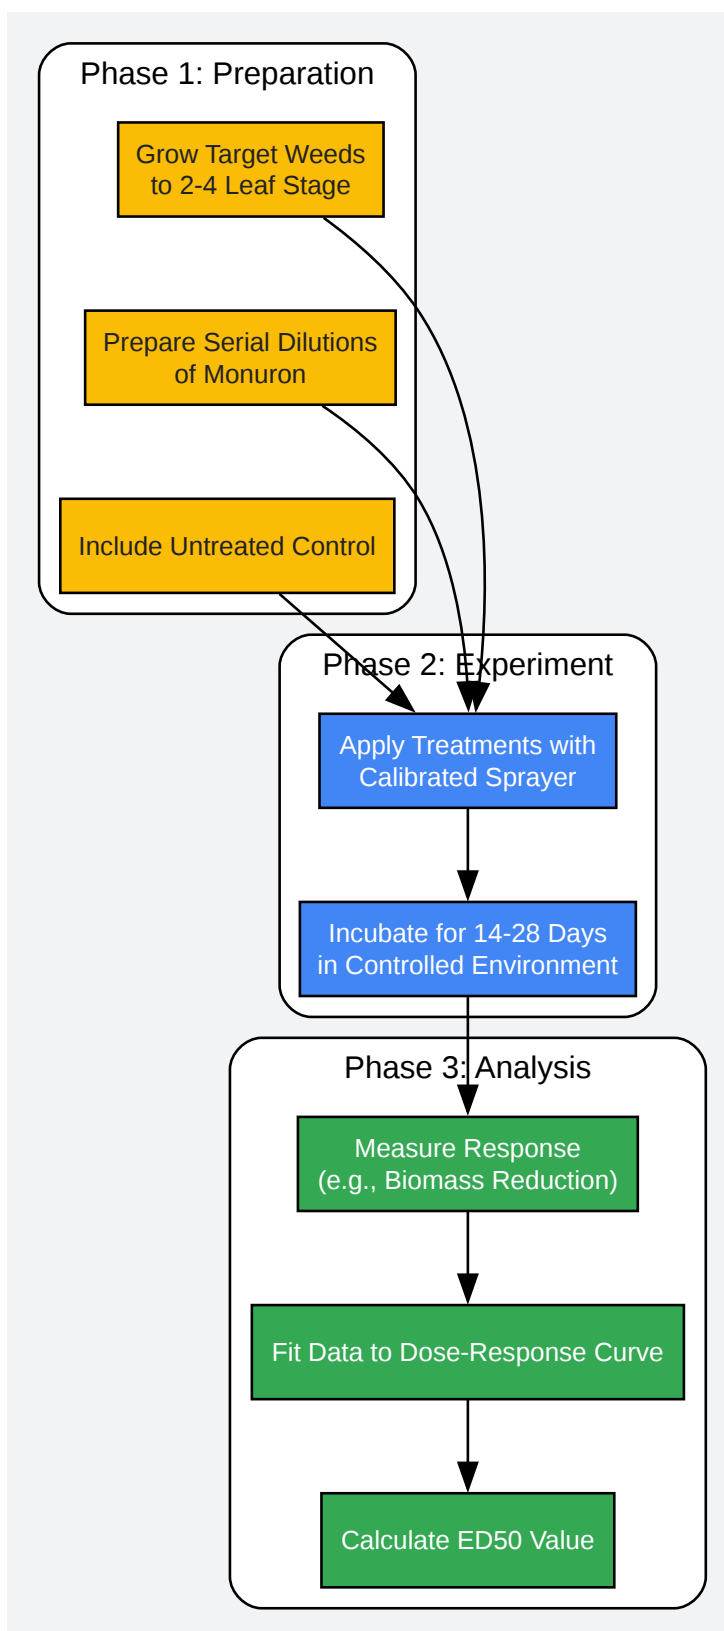 Phase 1: Preparation
Grow Target Weeds
to 2-4 Leaf Stage
Prepare Serial Dilutions
of Monuron
Include Untreated Control
Phase 2: Experiment
Apply Treatments with
Calibrated Sprayer
Incubate for 14-28 Days
in Controlled Environment
Phase 3: Analysis
Measure Response
(e.g., Biomass Reduction)
Fit Data to Dose-Response Curve
Calculate ED50 Value